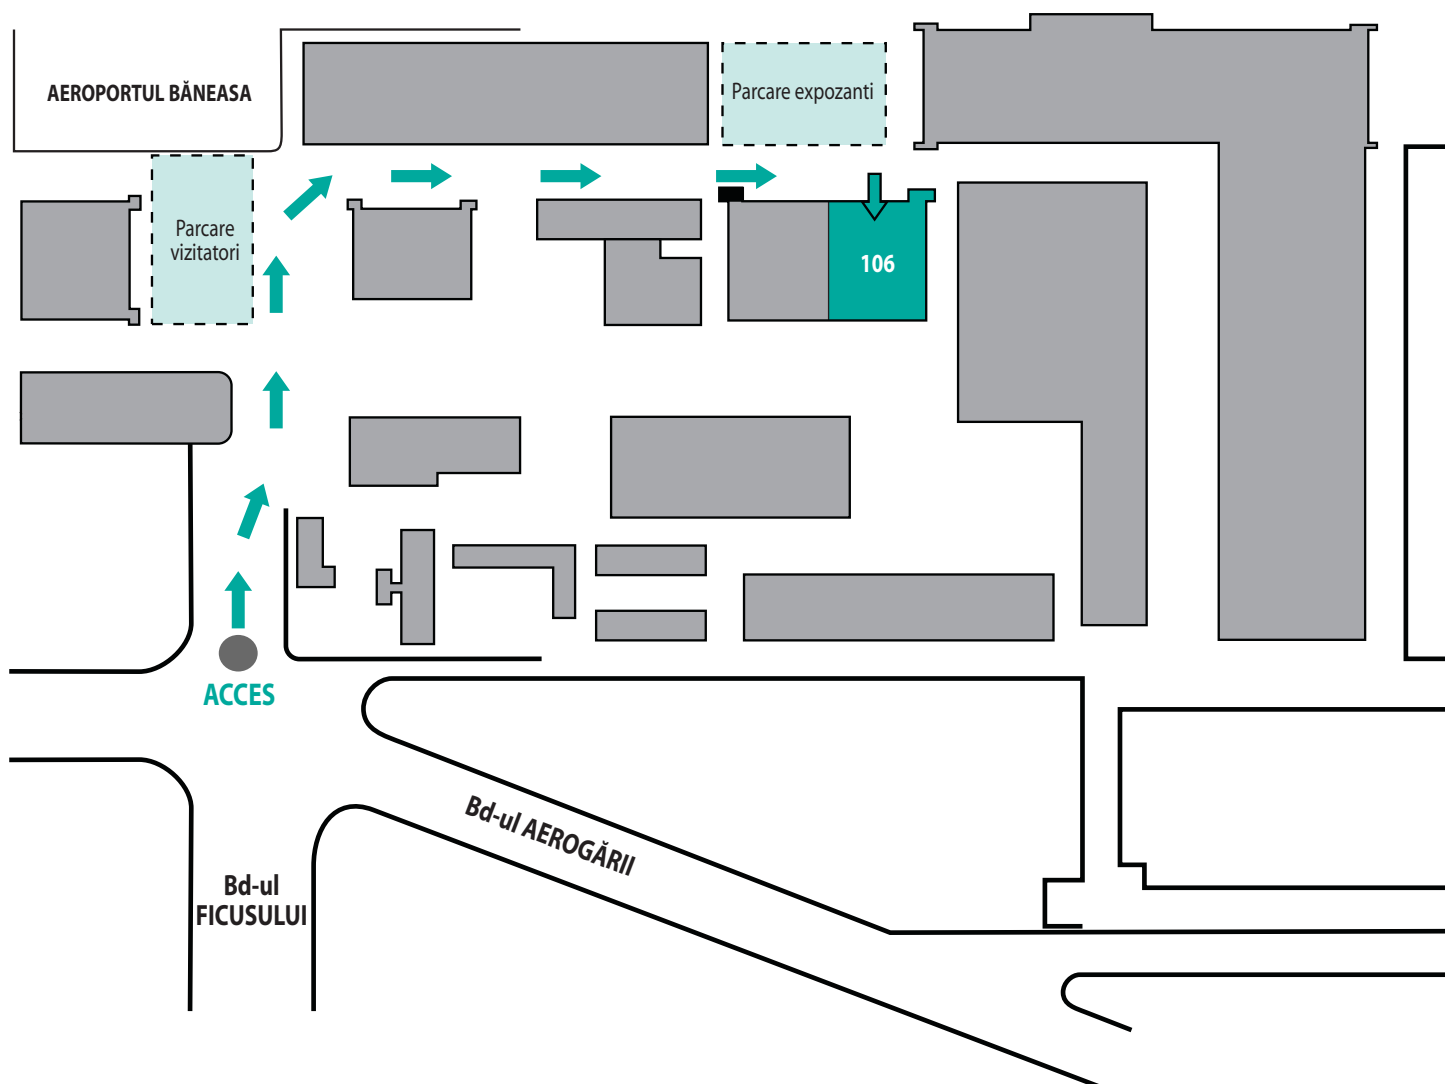 AEROPORTUL BĂNEASA
Parcare expozanti
Parcare
vizitatori
106
ACCES
Bd-ul AEROGĂRII
Bd-ul
FICUSULUI